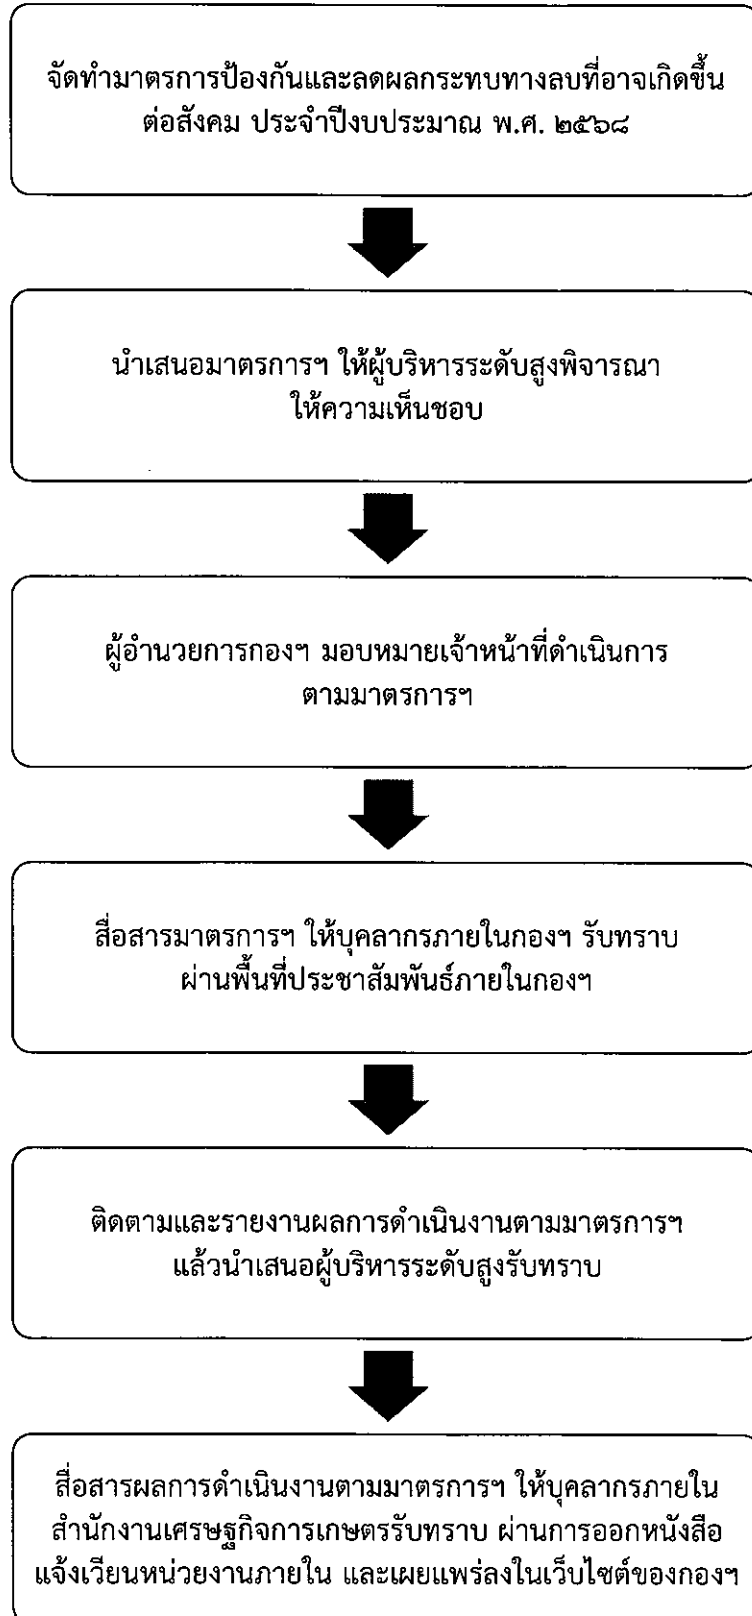 จัดทำมาตรการป้องกันและลดผลกระทบทางลบที่อาจเกิดขึ้น
ต่อสังคม ประจำปีงบประมาณ พ.ศ. ๒๕๖๘
นำเสนอมาตรการฯ ให้ผู้บริหารระดับสูงพิจารณา
ให้ความเห็นชอบ
ผู้อำนวยการกองฯ มอบหมายเจ้าหน้าที่ดำเนินการ
ตามมาตรการฯ
สื่อสารมาตรการฯ ให้บุคลากรภายในกองฯ รับทราบ
ผ่านพื้นที่ประชาสัมพันธ์ภายในกองฯ
ติดตามและรายงานผลการดำเนินงานตามมาตรการฯ
แล้วนำเสนอผู้บริหารระดับสูงรับทราบ
สื่อสารผลการดำเนินงานตามมาตรการฯ ให้บุคลากรภายใน
สำนักงานเศรษฐกิจการเกษตรรับทราบ ผ่านการออกหนังสือ
แจ้งเวียนหน่วยงานภายใน และเผยแพร่ลงในเว็บไซต์ของกองฯ